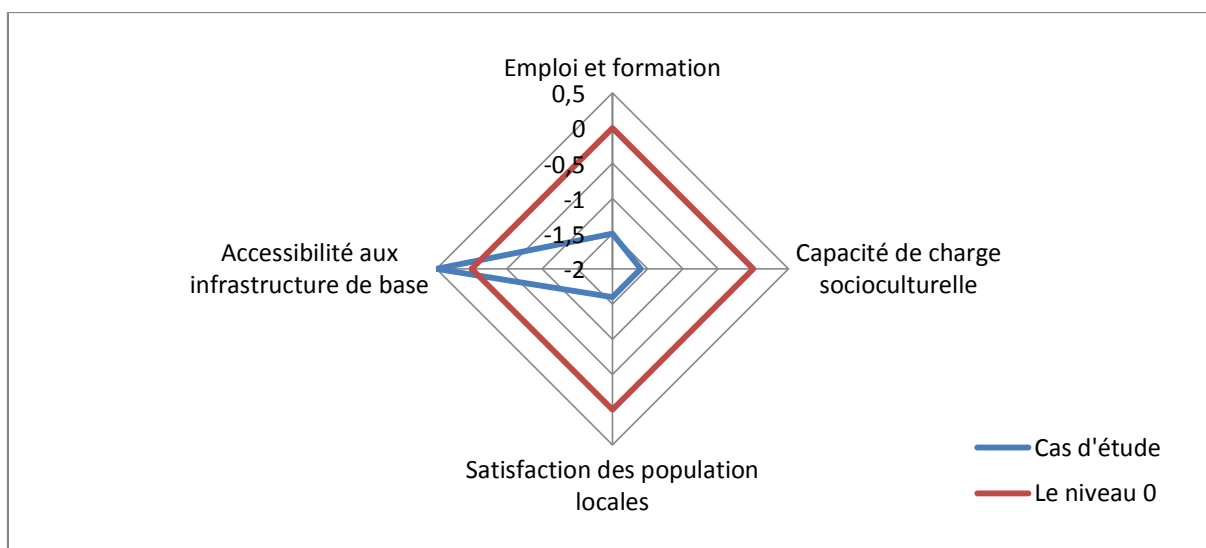 Emploi et formation
0,5
0
-0,5
-1
-1,5
-2
Accessibilité aux
infrastructure de base
Capacité de charge
socioculturelle
Satisfaction des population
locales
Cas d'étude
Le niveau 0